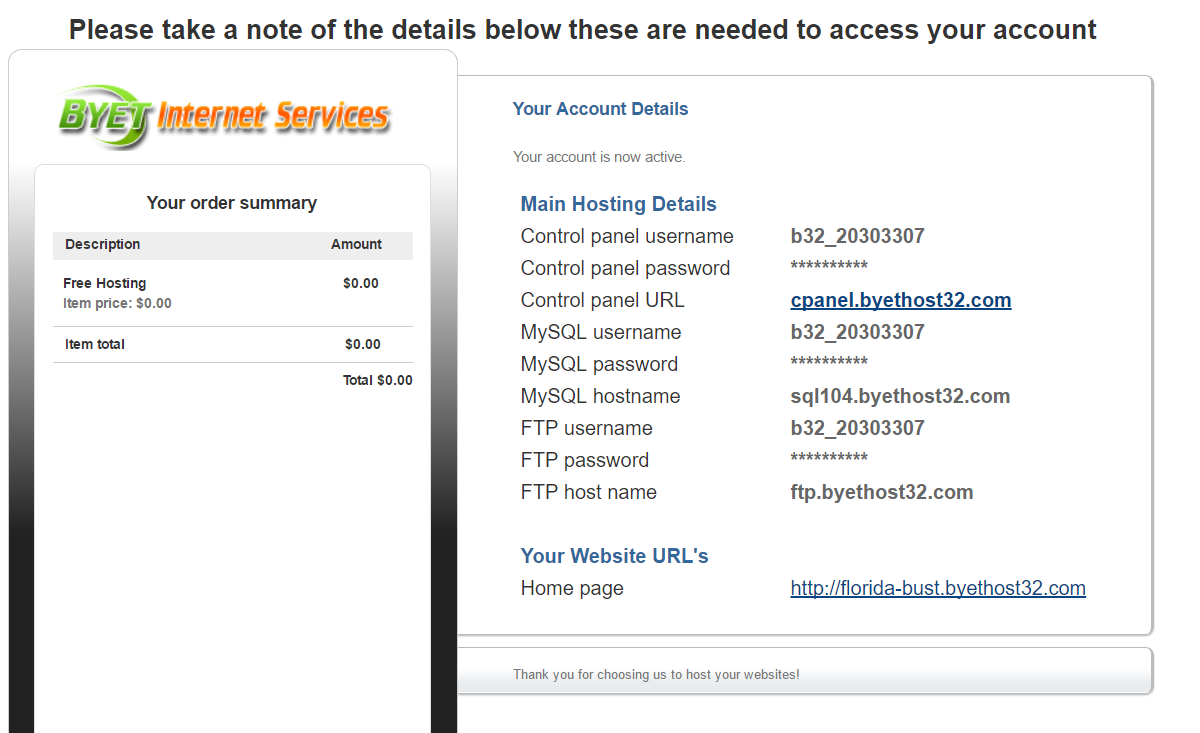 Please take a note of the details below these are needed to access your account
BYET Internet Services
Your order summary
Description Amount
Free Hosting $0.00
Item price: $0.00
Item total $0.00
Total $0.00
Your Account Details
Your account is now active.
Main Hosting Details
Control panel username b32_20303307
Control panel password **********
Control panel URL cpanel.byethost32.com
MySQL username b32_20303307
MySQL password **********
MySQL hostname sql104.byethost32.com
FTP username b32_20303307
FTP password **********
FTP host name ftp.byethost32.com
Your Website URL's
Home page http://florida-bust.byethost32.com
Thank you for choosing us to host your websites!